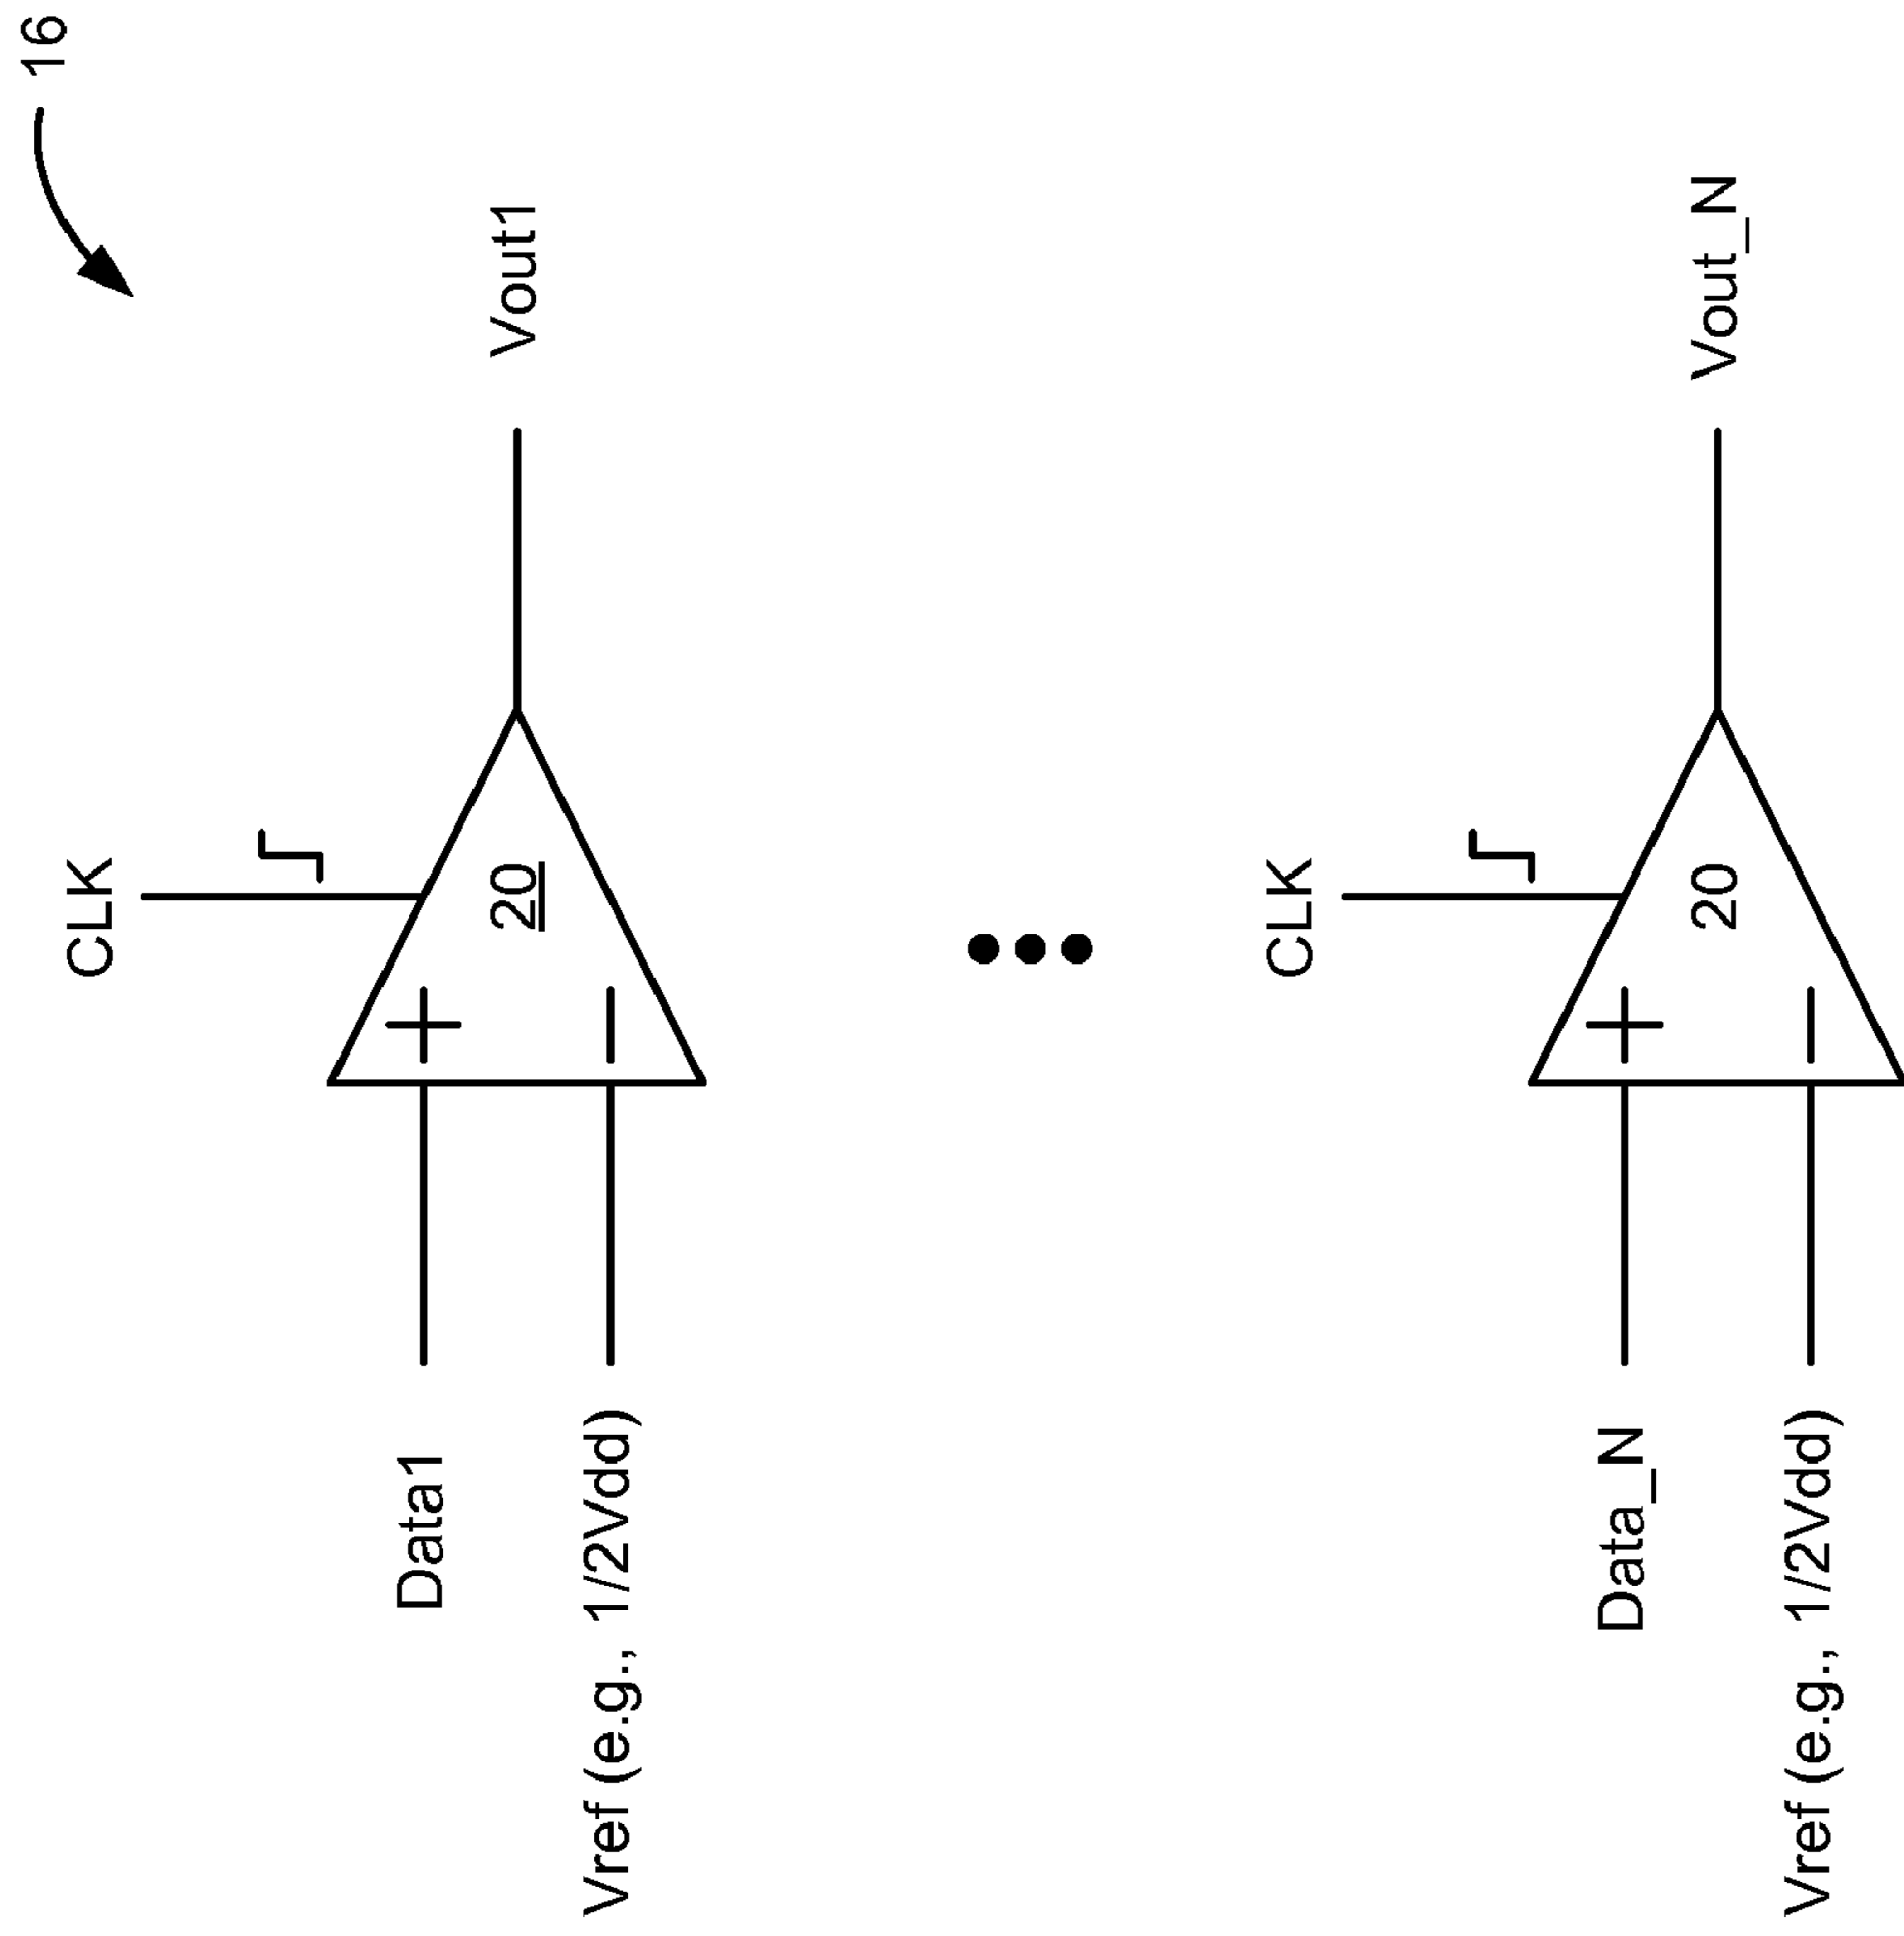 16
CLK
Data1
Vref (e.g., 1/2Vdd)
+
−
20
Vout1
CLK
Data_N
Vref (e.g., 1/2Vdd)
+
−
20
Vout_N